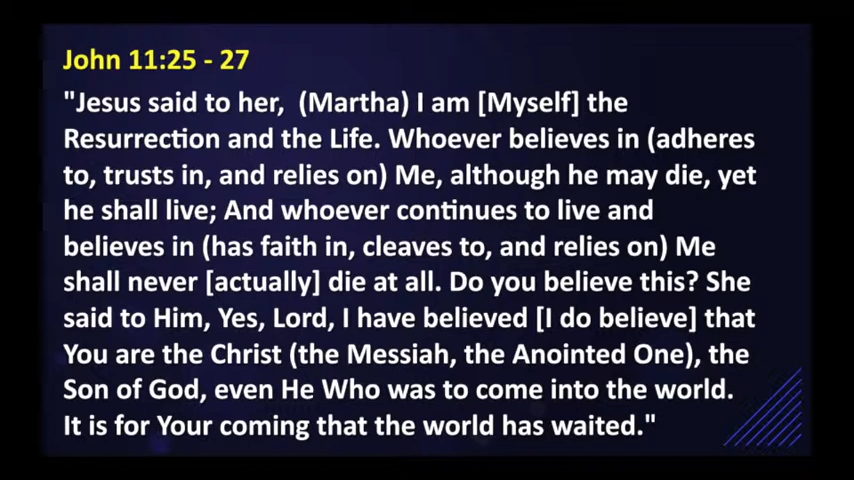 John 11:25 - 27
"Jesus said to her,  (Martha) I am [Myself] the
Resurrection and the Life. Whoever believes in (adheres
to, trusts in, and relies on) Me, although he may die, yet
he shall live; And whoever continues to live and
believes in (has faith in, cleaves to, and relies on) Me
shall never [actually] die at all. Do you believe this? She
said to Him, Yes, Lord, I have believed [I do believe] that
You are the Christ (the Messiah, the Anointed One), the
Son of God, even He Who was to come into the world.
It is for Your coming that the world has waited."